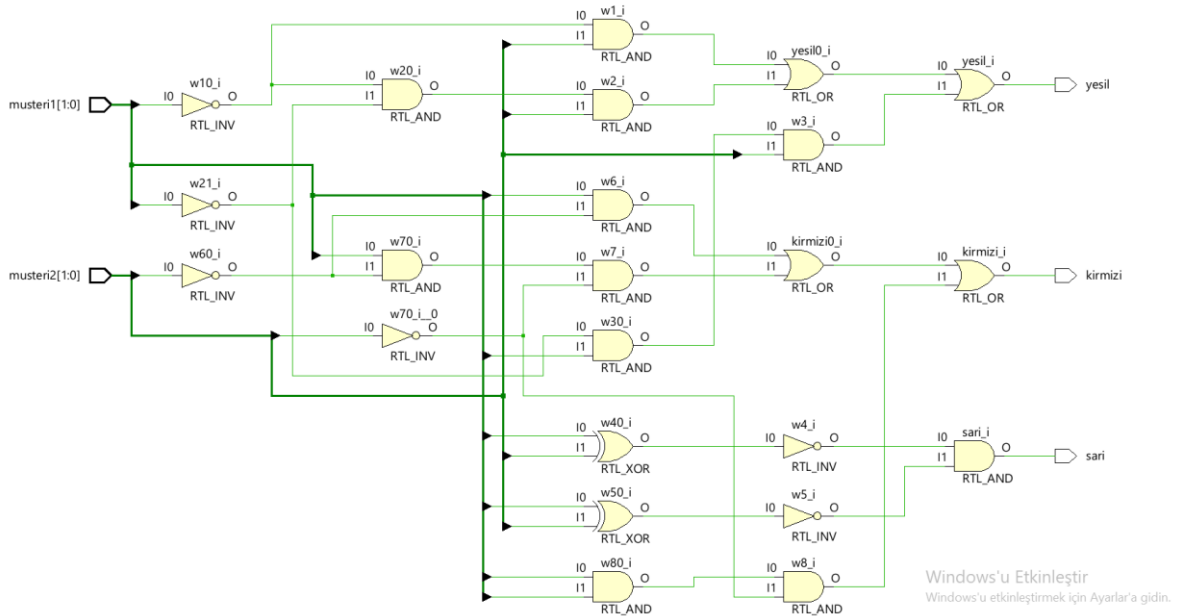 w1_i
I0 O
I1
RTL_AND
w10_i
I0 O
RTL_INV
w20_i
I0 O
I1
RTL_AND
w2_i
I0 O
I1
RTL_AND
yesil0_i
I0 O
I1
RTL_OR
yesil_i
I0 O
I1
RTL_OR
yesil
musteri1[1:0]
w3_i
I0 O
I1
RTL_AND
w21_i
I0 O
RTL_INV
w6_i
I0 O
I1
RTL_AND
musteri2[1:0]
w60_i
I0 O
RTL_INV
w70_i
I0 O
I1
RTL_AND
w7_i
I0 O
I1
RTL_AND
kirmizi0_i
I0 O
I1
RTL_OR
kirmizi_i
I0 O
I1
RTL_OR
kirmizi
w70_i__0
I0 O
RTL_INV
w30_i
I0 O
I1
RTL_AND
w40_i
I0 O
I1
RTL_XOR
w4_i
I0 O
RTL_INV
sari_i
I0 O
I1
RTL_AND
sari
w50_i
I0 O
I1
RTL_XOR
w5_i
I0 O
RTL_INV
w80_i
I0 O
I1
RTL_AND
w8_i
I0 O
I1
RTL_AND
Windows'u Etkinleştir
Windows'u etkinleştirmek için Ayarlar'a gidin.